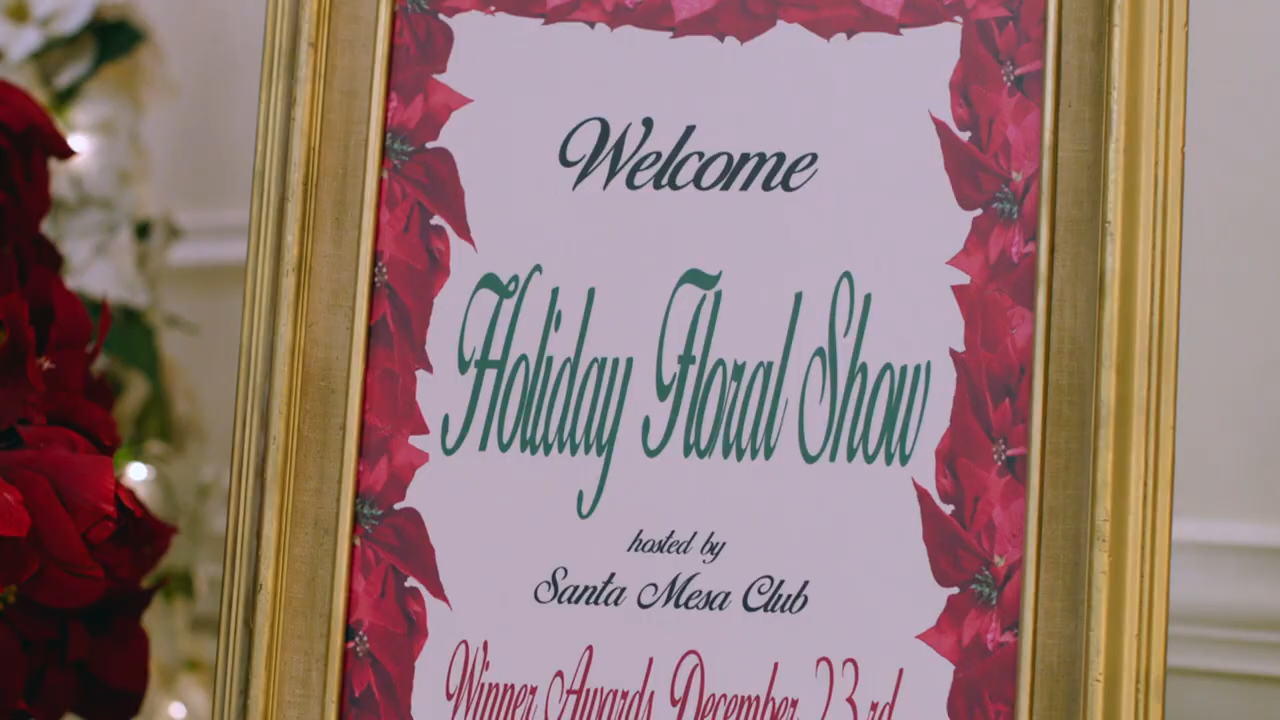 Welcome
Holiday Floral Show
hosted by
Santa Mesa Club
Winner Awards December 23rd